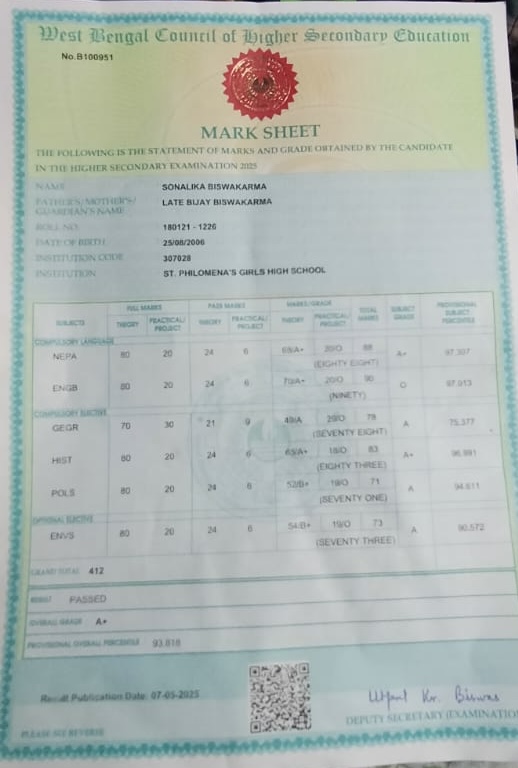 West Bengal Council of Higher Secondary Education
No.B100951
MARK SHEET
THE FOLLOWING IS THE STATEMENT OF MARKS AND GRADE OBTAINED BY THE CANDIDATE
IN THE HIGHER SECONDARY EXAMINATION 2025
NAME SONALIKA BISWAKARMA
FATHER'S/MOTHER'S/ LATE BIJAY BISWAKARMA
GUARDIAN'S NAME
ROLL NO. 180121 - 1226
DATE OF BIRTH 25/08/2006
INSTITUTION CODE 307028
INSTITUTION ST. PHILOMENA'S GIRLS HIGH SCHOOL
FULL MARKS PASS MARKS MARKS/GRADE
SUBJECTS THEORY PRACTICAL/PROJECT THEORY PRACTICAL/PROJECT THEORY PRACTICAL/PROJECT TOTAL MARKS SUBJECT GRADE PROVISIONAL SUBJECT PERCENTILE
COMPULSORY LANGUAGE
NEPA 80 20 24 6 68/A+ 20/O 88 A+ 97.307
(EIGHTY EIGHT)
ENGB 80 20 24 6 70/A+ 20/O 90 O 97.013
(NINETY)
COMPULSORY ELECTIVE
GEGR 70 30 21 9 49/A 29/O 78 A 75.377
(SEVENTY EIGHT)
HIST 80 20 24 6 65/A+ 18/O 83 A+
(EIGHTY THREE)
POLS 80 20 24 6 52/B+ 19/O 71 A 94.611
(SEVENTY ONE)
OPTIONAL ELECTIVE
ENVS 80 20 24 6 54/B+ 19/O 73 A 90.572
(SEVENTY THREE)
GRAND TOTAL 412
RESULT PASSED
OVERALL GRADE A+
PROVISIONAL OVERALL PERCENTILE 93.818
Result Publication Date: 07-05-2025
Kr. Biswas
DEPUTY SECRETARY (EXAMINATION
PLEASE SEE REVERSE